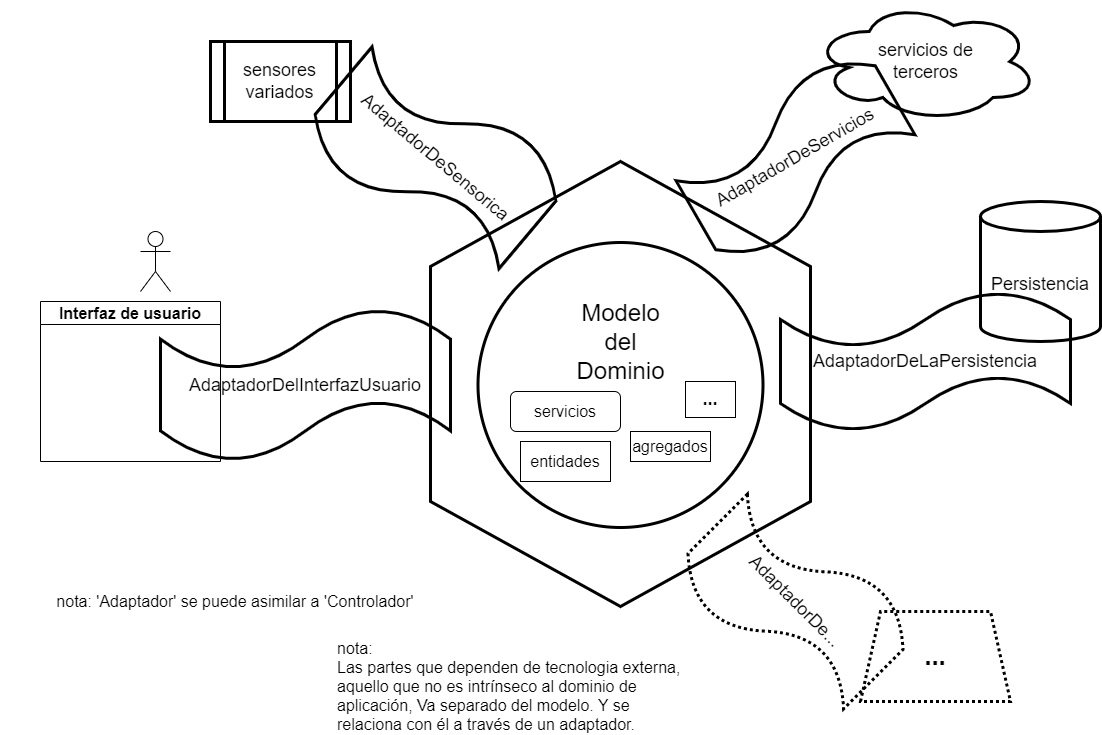 sensores
variados
servicios de
terceros
AdaptadorDeSensorica
AdaptadorDeServicios
Persistencia
Interfaz de usuario
AdaptadorDelInterfazUsuario
AdaptadorDeLaPersistencia
Modelo
del
Dominio
...
servicios
agregados
entidades
AdaptadorDe...
...
nota: 'Adaptador' se puede asimilar a 'Controlador'
nota:
Las partes que dependen de tecnologia externa,
aquello que no es intrínseco al dominio de
aplicación, Va separado del modelo. Y se
relaciona con él a través de un adaptador.